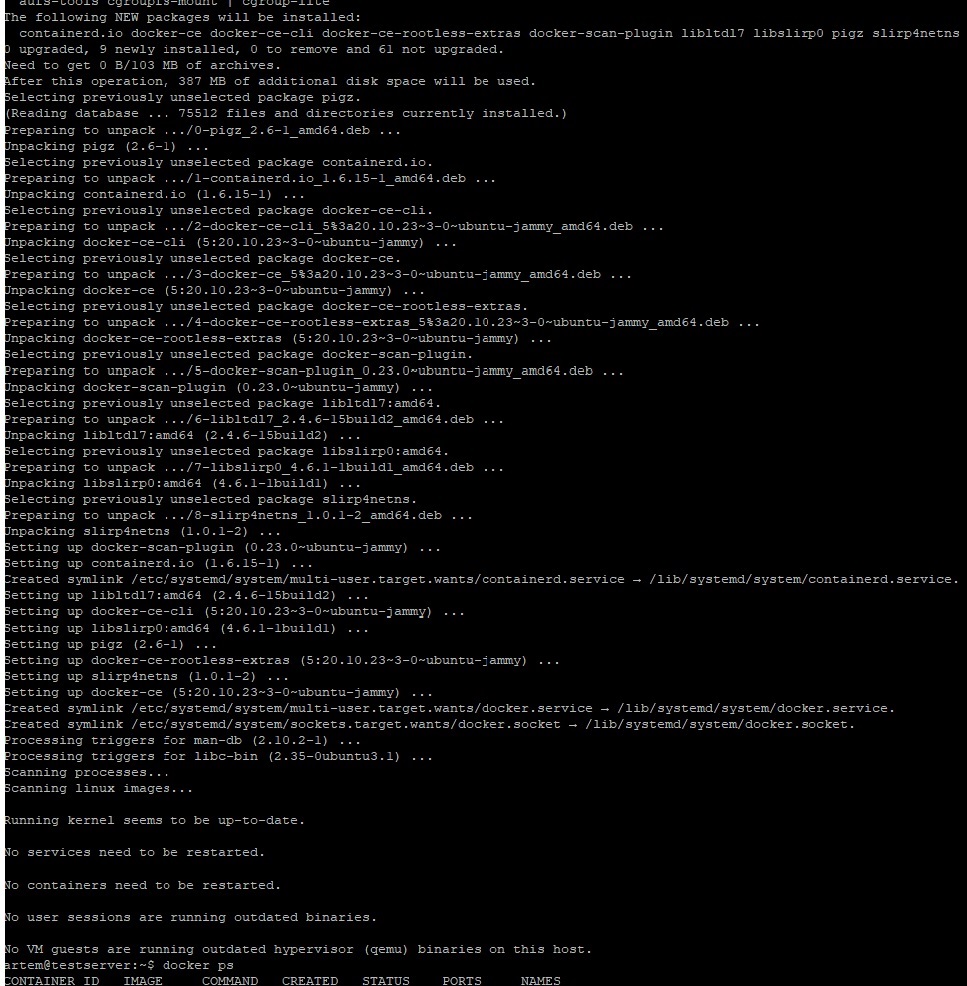 aufs-tools cgroupfs-mount | cgroup-lite
The following NEW packages will be installed:
  containerd.io docker-ce docker-ce-cli docker-ce-rootless-extras docker-scan-plugin libltdl7 libslirp0 pigz slirp4netns
0 upgraded, 9 newly installed, 0 to remove and 61 not upgraded.
Need to get 0 B/103 MB of archives.
After this operation, 387 MB of additional disk space will be used.
Selecting previously unselected package pigz.
(Reading database ... 75512 files and directories currently installed.)
Preparing to unpack .../0-pigz_2.6-1_amd64.deb ...
Unpacking pigz (2.6-1) ...
Selecting previously unselected package containerd.io.
Preparing to unpack .../1-containerd.io_1.6.15-1_amd64.deb ...
Unpacking containerd.io (1.6.15-1) ...
Selecting previously unselected package docker-ce-cli.
Preparing to unpack .../2-docker-ce-cli_5%3a20.10.23~3-0~ubuntu-jammy_amd64.deb ...
Unpacking docker-ce-cli (5:20.10.23~3-0~ubuntu-jammy) ...
Selecting previously unselected package docker-ce.
Preparing to unpack .../3-docker-ce_5%3a20.10.23~3-0~ubuntu-jammy_amd64.deb ...
Unpacking docker-ce (5:20.10.23~3-0~ubuntu-jammy) ...
Selecting previously unselected package docker-ce-rootless-extras.
Preparing to unpack .../4-docker-ce-rootless-extras_5%3a20.10.23~3-0~ubuntu-jammy_amd64.deb ...
Unpacking docker-ce-rootless-extras (5:20.10.23~3-0~ubuntu-jammy) ...
Selecting previously unselected package docker-scan-plugin.
Preparing to unpack .../5-docker-scan-plugin_0.23.0~ubuntu-jammy_amd64.deb ...
Unpacking docker-scan-plugin (0.23.0~ubuntu-jammy) ...
Selecting previously unselected package libltdl7:amd64.
Preparing to unpack .../6-libltdl7_2.4.6-15build2_amd64.deb ...
Unpacking libltdl7:amd64 (2.4.6-15build2) ...
Selecting previously unselected package libslirp0:amd64.
Preparing to unpack .../7-libslirp0_4.6.1-1build1_amd64.deb ...
Unpacking libslirp0:amd64 (4.6.1-1build1) ...
Selecting previously unselected package slirp4netns.
Preparing to unpack .../8-slirp4netns_1.0.1-2_amd64.deb ...
Unpacking slirp4netns (1.0.1-2) ...
Setting up docker-scan-plugin (0.23.0~ubuntu-jammy) ...
Setting up containerd.io (1.6.15-1) ...
Created symlink /etc/systemd/system/multi-user.target.wants/containerd.service → /lib/systemd/system/containerd.service.
Setting up libltdl7:amd64 (2.4.6-15build2) ...
Setting up docker-ce-cli (5:20.10.23~3-0~ubuntu-jammy) ...
Setting up libslirp0:amd64 (4.6.1-1build1) ...
Setting up pigz (2.6-1) ...
Setting up docker-ce-rootless-extras (5:20.10.23~3-0~ubuntu-jammy) ...
Setting up slirp4netns (1.0.1-2) ...
Setting up docker-ce (5:20.10.23~3-0~ubuntu-jammy) ...
Created symlink /etc/systemd/system/multi-user.target.wants/docker.service → /lib/systemd/system/docker.service.
Created symlink /etc/systemd/system/sockets.target.wants/docker.socket → /lib/systemd/system/docker.socket.
Processing triggers for man-db (2.10.2-1) ...
Processing triggers for libc-bin (2.35-0ubuntu3.1) ...
Scanning processes...
Scanning linux images...
Running kernel seems to be up-to-date.
No services need to be restarted.
No containers need to be restarted.
No user sessions are running outdated binaries.
No VM guests are running outdated hypervisor (qemu) binaries on this host.
artem@testserver:~$ docker ps
CONTAINER ID   IMAGE     COMMAND   CREATED   STATUS    PORTS     NAMES